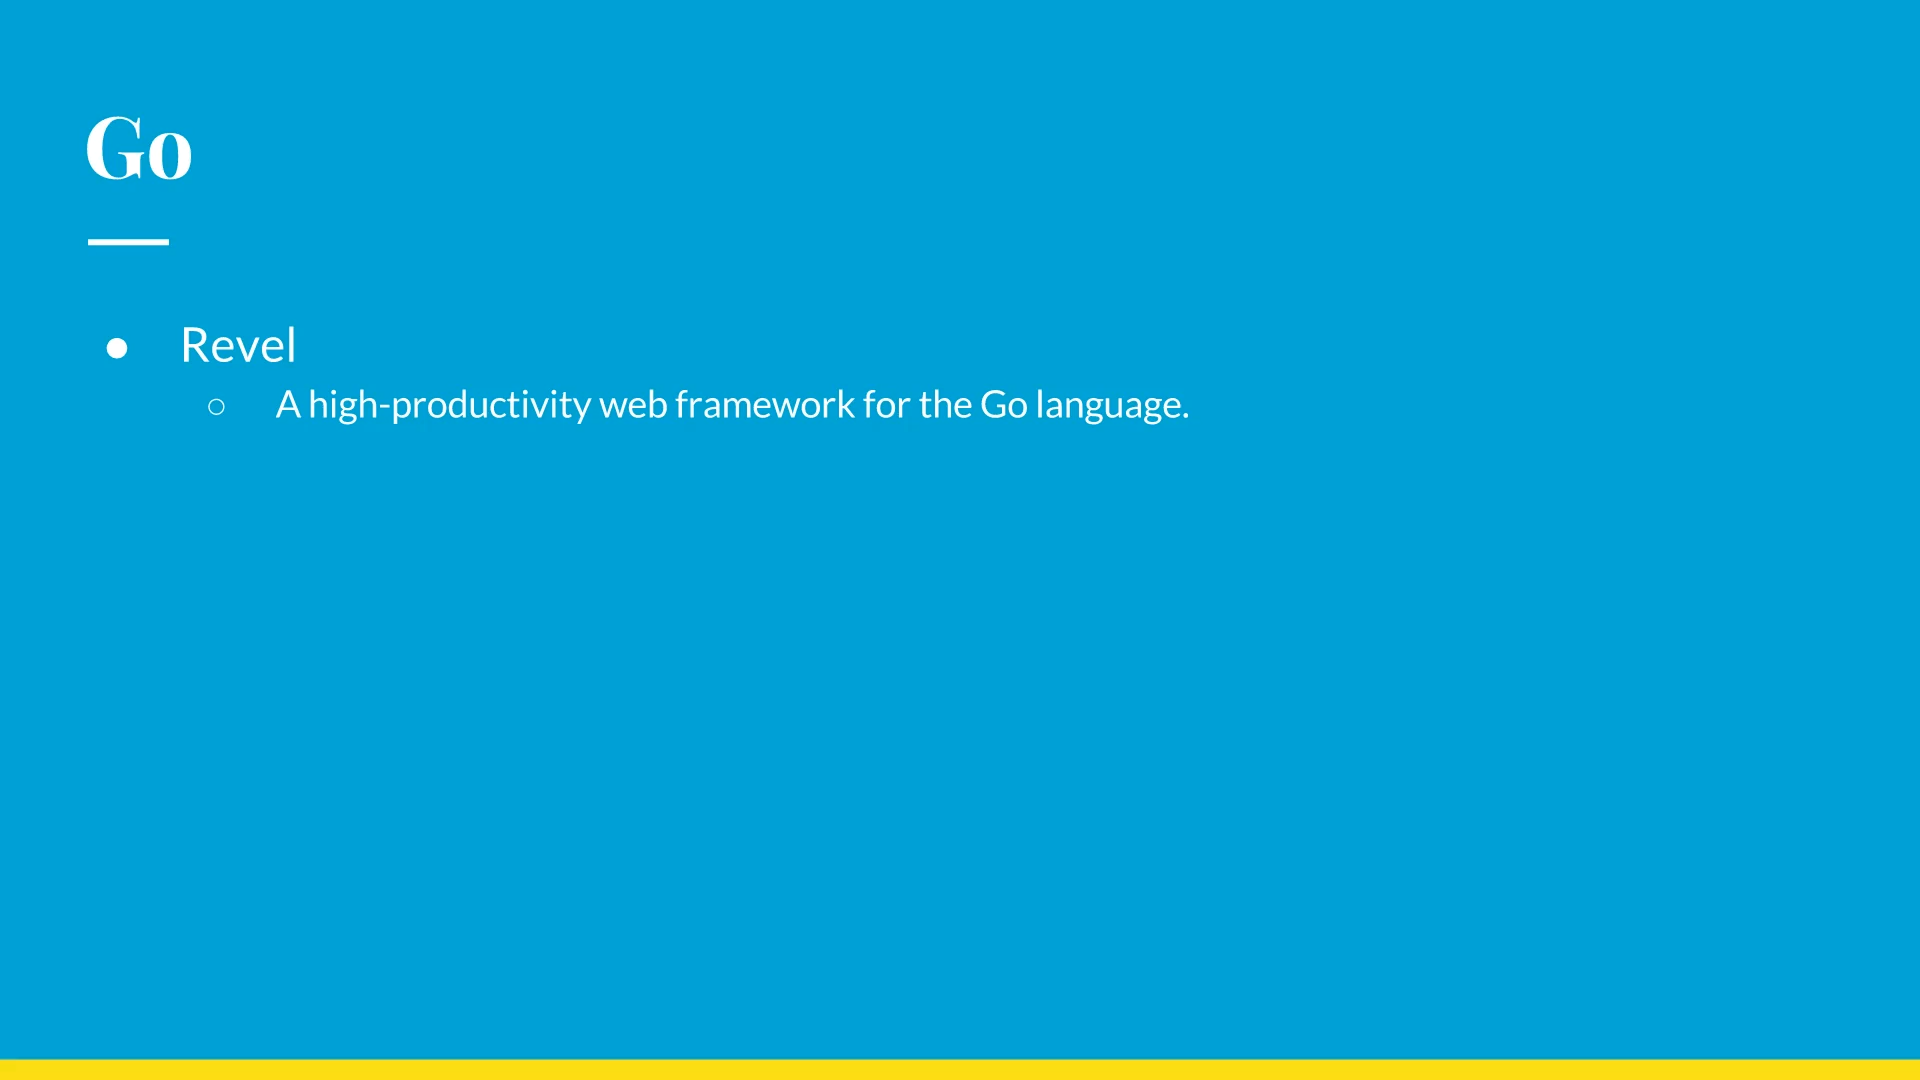 Go
● Revel
○ A high-productivity web framework for the Go language.